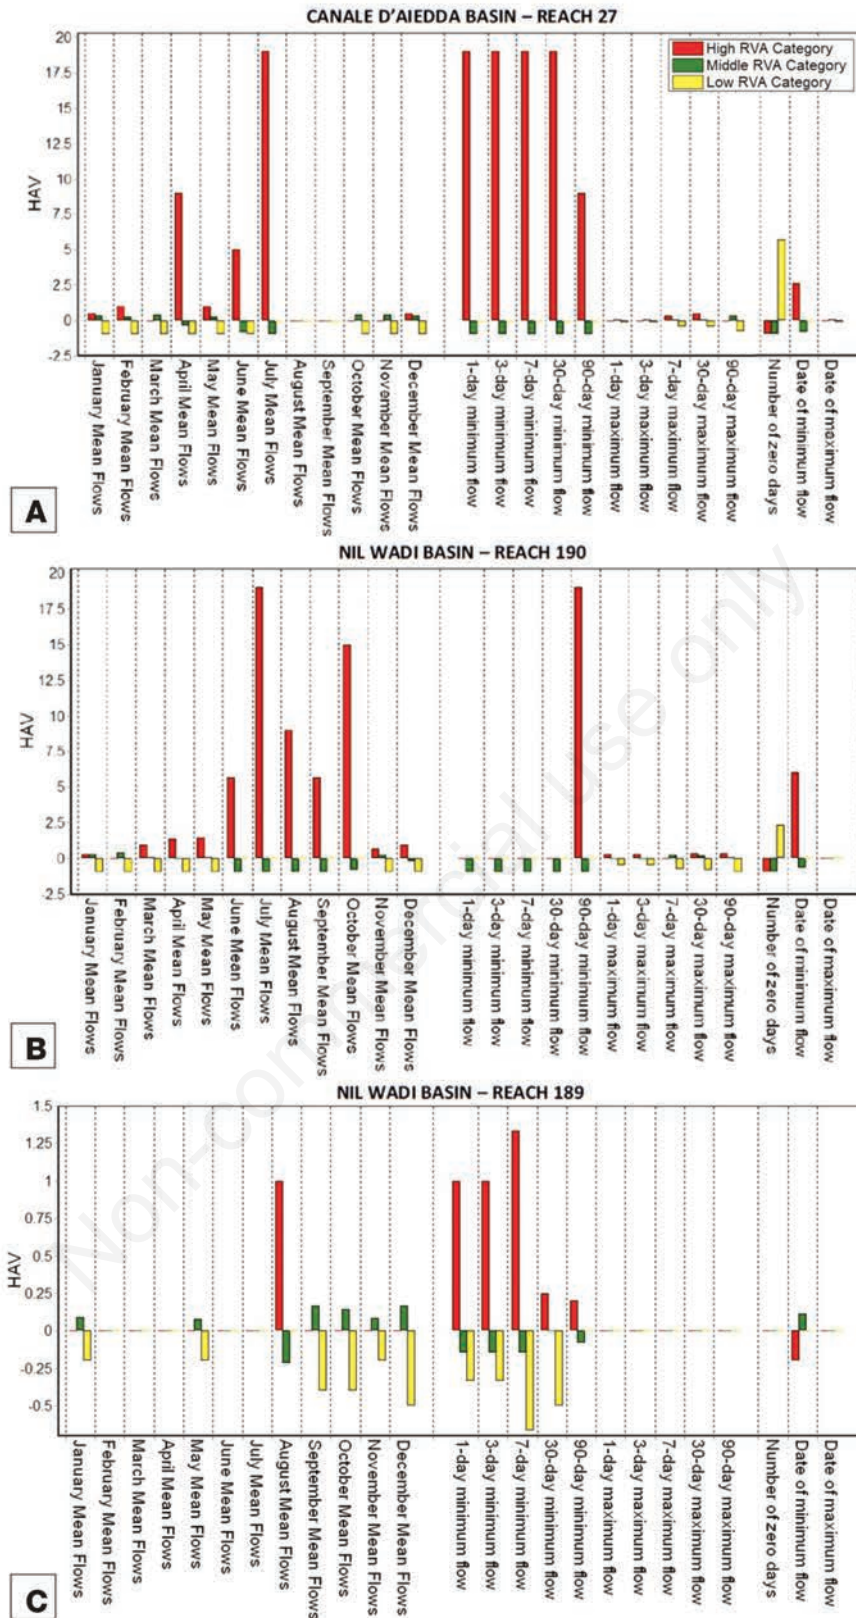 CANALE D'AIEDDA BASIN – REACH 27
20
17.5
15
12.5
10
7.5
5
2.5
0
-2.5
HAV
High RVA Category
Middle RVA Category
Low RVA Category
January Mean Flows
February Mean Flows
March Mean Flows
April Mean Flows
May Mean Flows
June Mean Flows
July Mean Flows
August Mean Flows
September Mean Flows
October Mean Flows
November Mean Flows
December Mean Flows
1-day minimum flow
3-day minimum flow
7-day minimum flow
30-day minimum flow
90-day minimum flow
1-day maximum flow
3-day maximum flow
7-day maximum flow
30-day maximum flow
90-day maximum flow
Number of zero days
Date of minimum flow
Date of maximum flow
A
NIL WADI BASIN – REACH 190
20
17.5
15
12.5
10
7.5
5
2.5
0
-2.5
HAV
January Mean Flows
February Mean Flows
March Mean Flows
April Mean Flows
May Mean Flows
June Mean Flows
July Mean Flows
August Mean Flows
September Mean Flows
October Mean Flows
November Mean Flows
December Mean Flows
1-day minimum flow
3-day minimum flow
7-day minimum flow
30-day minimum flow
90-day minimum flow
1-day maximum flow
3-day maximum flow
7-day maximum flow
30-day maximum flow
90-day maximum flow
Number of zero days
Date of minimum flow
Date of maximum flow
B
NIL WADI BASIN – REACH 189
1.5
1.25
1
0.75
0.5
0.25
0
-0.25
-0.5
HAV
January Mean Flows
February Mean Flows
March Mean Flows
April Mean Flows
May Mean Flows
June Mean Flows
July Mean Flows
August Mean Flows
September Mean Flows
October Mean Flows
November Mean Flows
December Mean Flows
1-day minimum flow
3-day minimum flow
7-day minimum flow
30-day minimum flow
90-day minimum flow
1-day maximum flow
3-day maximum flow
7-day maximum flow
30-day maximum flow
90-day maximum flow
Number of zero days
Date of minimum flow
Date of maximum flow
C
Non-commercial use only